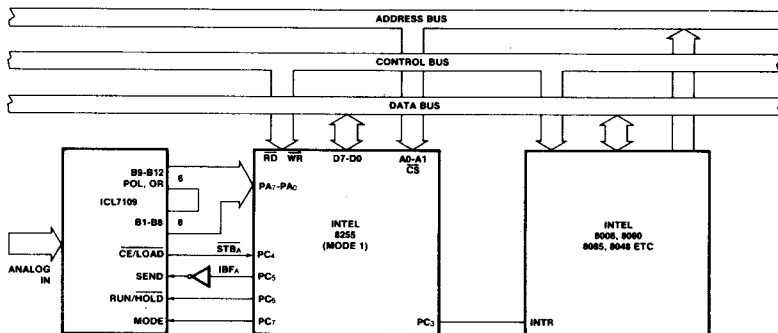 ADDRESS BUS
CONTROL BUS
DATA BUS
B9-B12
POL, OR
6
ICL7109
B1-B8
8
CE/LOAD
SEND
RUN/HOLD
MODE
ANALOG
IN
STBA
IBFA
RD WR D7-D0 A0-A1
CS
PA7-PA0
INTEL
8255
(MODE 1)
PC4
PC5
PC6
PC7
PC3
INTEL
8008, 8080
8085, 8048 ETC
INTR